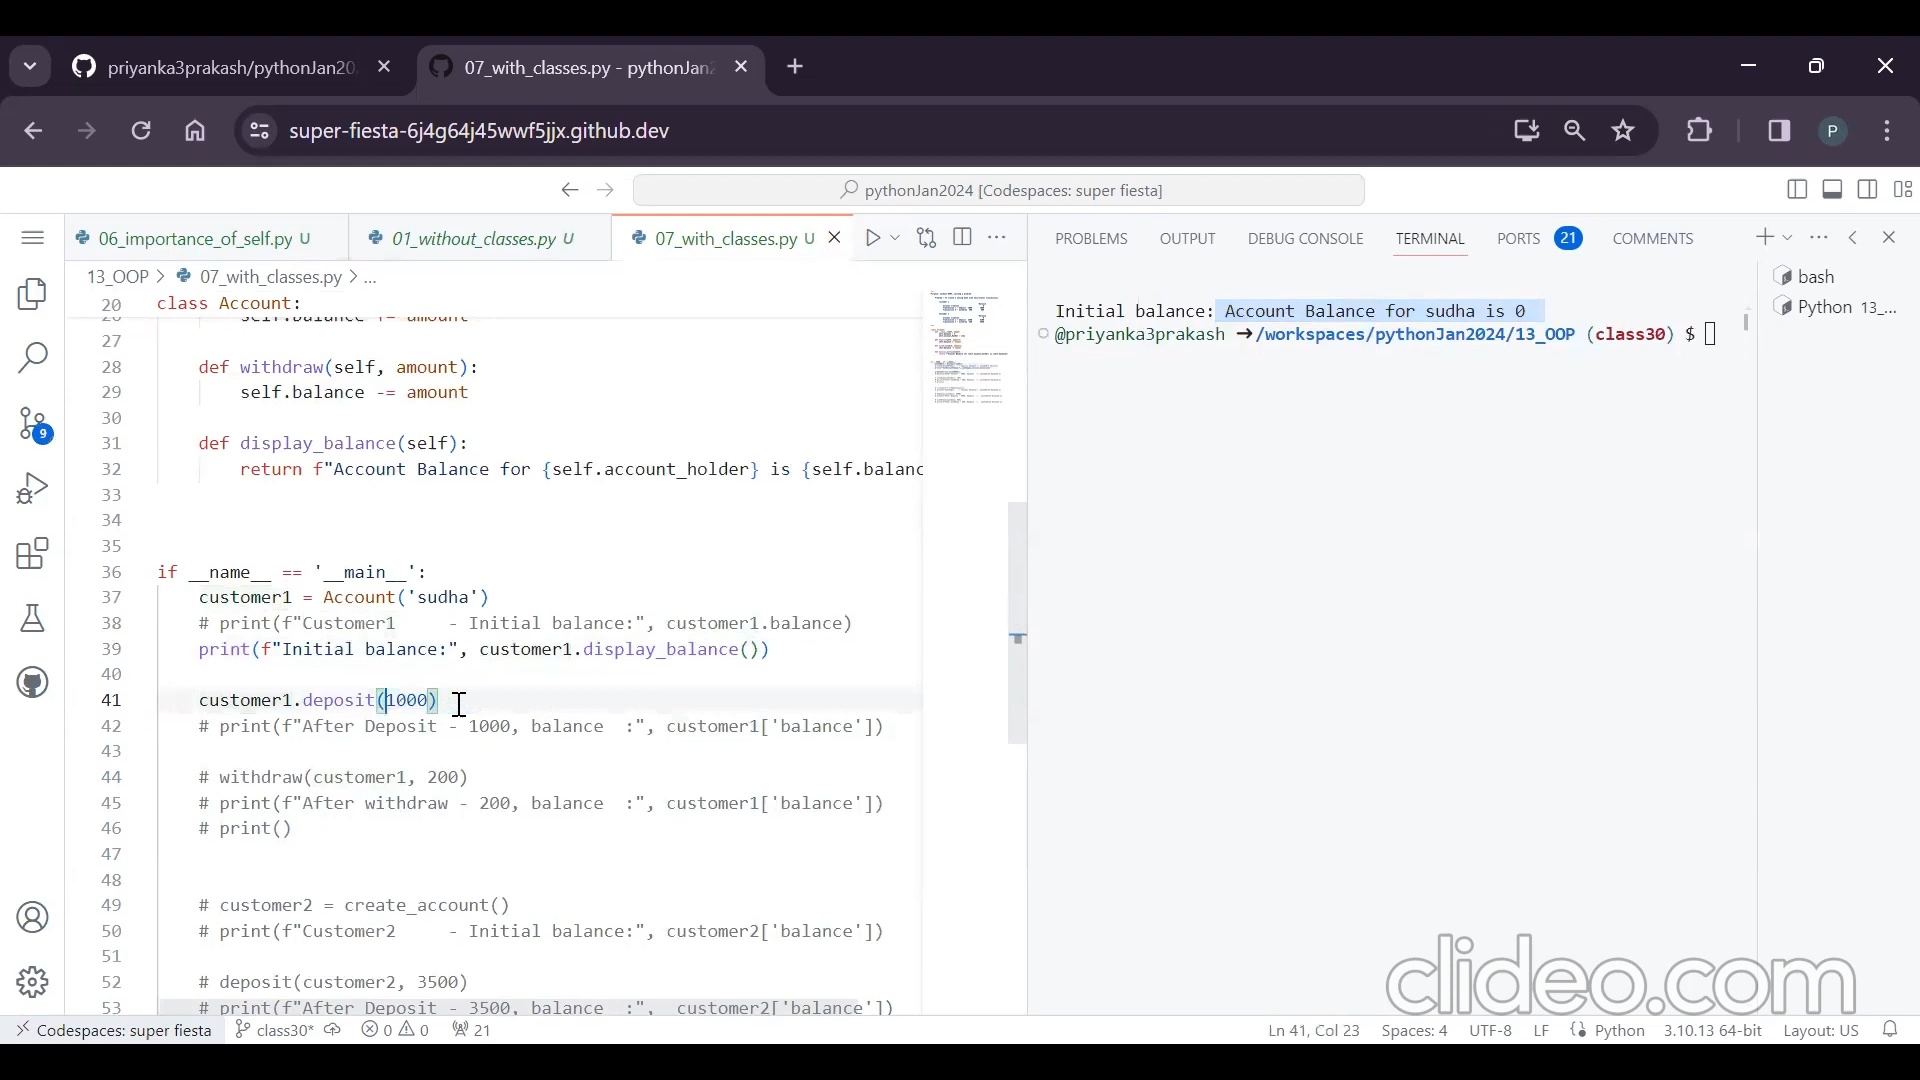 priyanka3prakash/pythonJan20
07_with_classes.py - pythonJan2
super-fiesta-6j4g64j45wwf5jjx.github.dev
P
pythonJan2024 [Codespaces: super fiesta]
06_importance_of_self.py U
01_without_classes.py U
07_with_classes.py U
13_OOP > 07_with_classes.py > ...
20 class Account:
26 self.balance += amount
27
28 def withdraw(self, amount):
29 self.balance -= amount
30
31 def display_balance(self):
32 return f"Account Balance for {self.account_holder} is {self.balanc
33
34
35
36 if __name__ == '__main__':
37 customer1 = Account('sudha')
38 # print(f"Customer1     - Initial balance:", customer1.balance)
39 print(f"Initial balance:", customer1.display_balance())
40
41 customer1.deposit(1000)
42 # print(f"After Deposit - 1000, balance  :", customer1['balance'])
43
44 # withdraw(customer1, 200)
45 # print(f"After withdraw - 200, balance  :", customer1['balance'])
46 # print()
47
48
49 # customer2 = create_account()
50 # print(f"Customer2     - Initial balance:", customer2['balance'])
51
52 # deposit(customer2, 3500)
53 # print(f"After Deposit - 3500, balance  :",  customer2['balance'])
PROBLEMS OUTPUT DEBUG CONSOLE TERMINAL PORTS 21 COMMENTS
Initial balance: Account Balance for sudha is 0
@priyanka3prakash ➜/workspaces/pythonJan2024/13_OOP (class30) $
bash
Python 13_...
9
clideo.com
Codespaces: super fiesta class30* 0 0 21
Ln 41, Col 23 Spaces: 4 UTF-8 LF Python 3.10.13 64-bit Layout: US